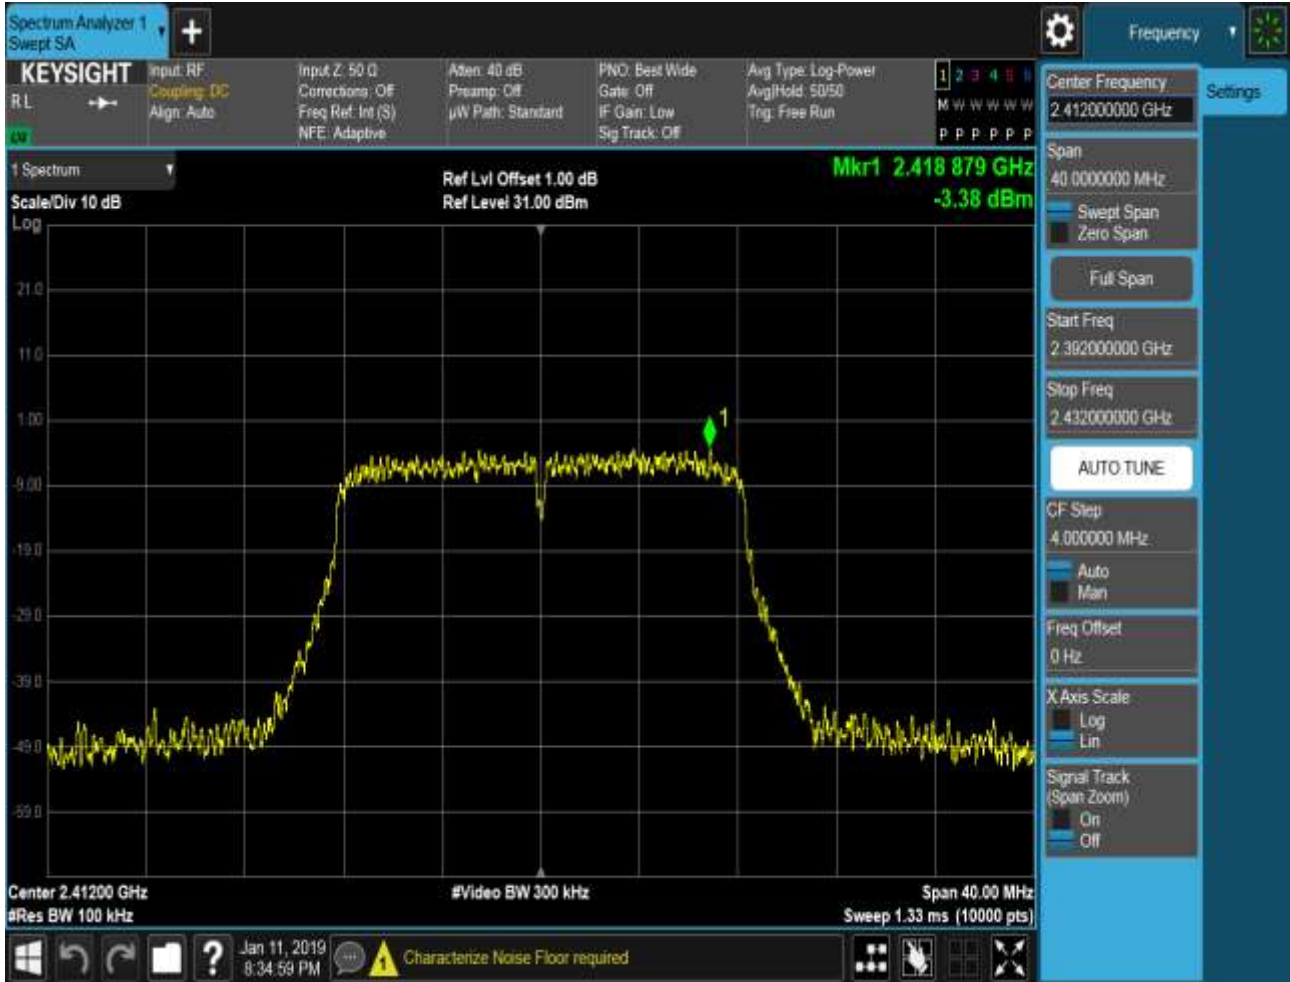 Spectrum Analyzer 1
Swept SA
Frequency
KEYSIGHT
R L
Input: RF
Coupling: DC
Align: Auto
Input Z: 50 Ω
Corrections: Off
Freq Ref: Int (S)
NFE: Adaptive
Atten: 40 dB
Preamp: Off
µW Path: Standard
PNO: Best Wide
Gate: Off
IF Gain: Low
Sig Track: Off
Avg Type: Log-Power
Avg|Hold: 50/50
Trig: Free Run
1 2 3 4 5 6
M W W W W W
P P P P P P
1 Spectrum
Scale/Div 10 dB
Log
Ref Lvl Offset 1.00 dB
Ref Level 31.00 dBm
Mkr1 2.418 879 GHz
-3.38 dBm
21.0
11.0
1.00
-9.00
-19.0
-29.0
-39.0
-49.0
-59.0
1
Center 2.41200 GHz
#Res BW 100 kHz
#Video BW 300 kHz
Span 40.00 MHz
Sweep 1.33 ms (10000 pts)
Center Frequency
2.412000000 GHz
Settings
Span
40.0000000 MHz
Swept Span
Zero Span
Full Span
Start Freq
2.392000000 GHz
Stop Freq
2.432000000 GHz
AUTO TUNE
CF Step
4.000000 MHz
Auto
Man
Freq Offset
0 Hz
X Axis Scale
Log
Lin
Signal Track
(Span Zoom)
On
Off
?
Jan 11, 2019
8:34:59 PM
1
Characterize Noise Floor required